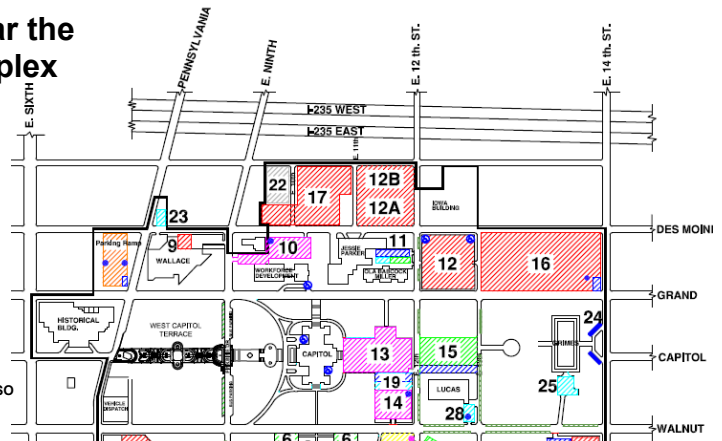 ar the
plex
PENNSYLVANIA
E. NINTH
E. 12 th. ST.
E. 14 th. ST.
E. SIXTH
I-235 WEST
I-235 EAST
E. 11th
22
17
12B
12A
IOWA
BUILDING
23
DES MOINE
Parking Ramp
9
WALLACE
10
JESSIE
PARKER
11
12
16
WORKFORCE
DEVELOPMENT
OLA BABCOCK
MILLER
GRAND
HISTORICAL
BLDG.
WEST CAPITOL
TERRACE
24
CAPITOL
13
15
GRIMES
CAPITOL
SO
19
14
LUCAS
25
VEHICLE
DISPATCH
28
WALNUT
6
6